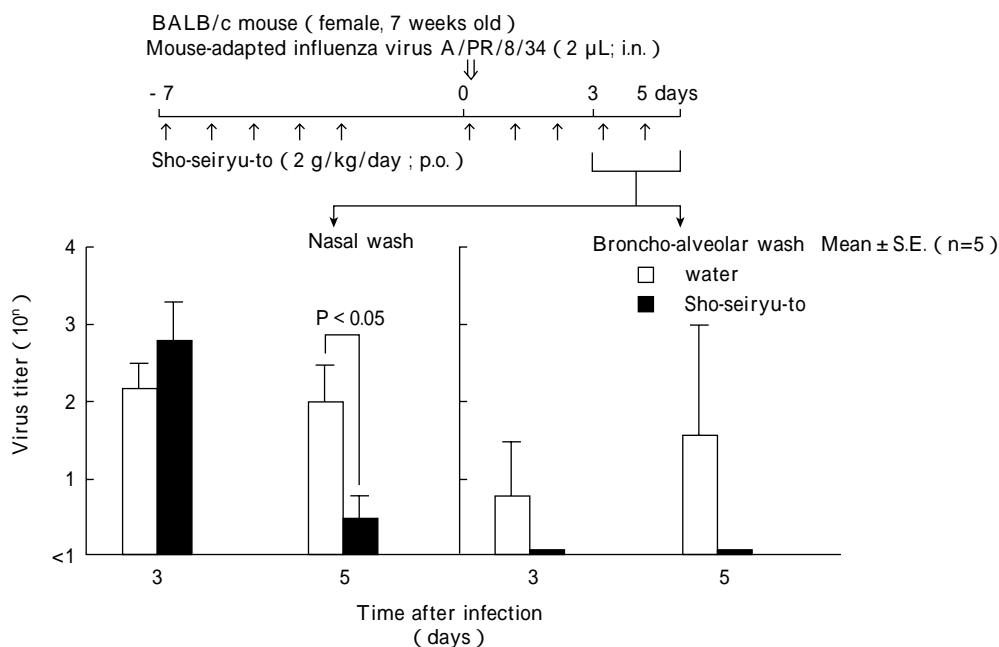 BALB/c mouse ( female, 7 weeks old )
Mouse-adapted influenza virus A/PR/8/34 ( 2 µL; i.n.)
- 7 0 3 5 days
Sho-seiryu-to ( 2 g/kg/day ; p.o.)
Nasal wash
Broncho-alveolar wash Mean ± S.E. ( n=5 )
water
Sho-seiryu-to
P < 0.05
Virus titer ( 10ⁿ )
4
3
2
1
<1
3 5 3 5
Time after infection
( days )